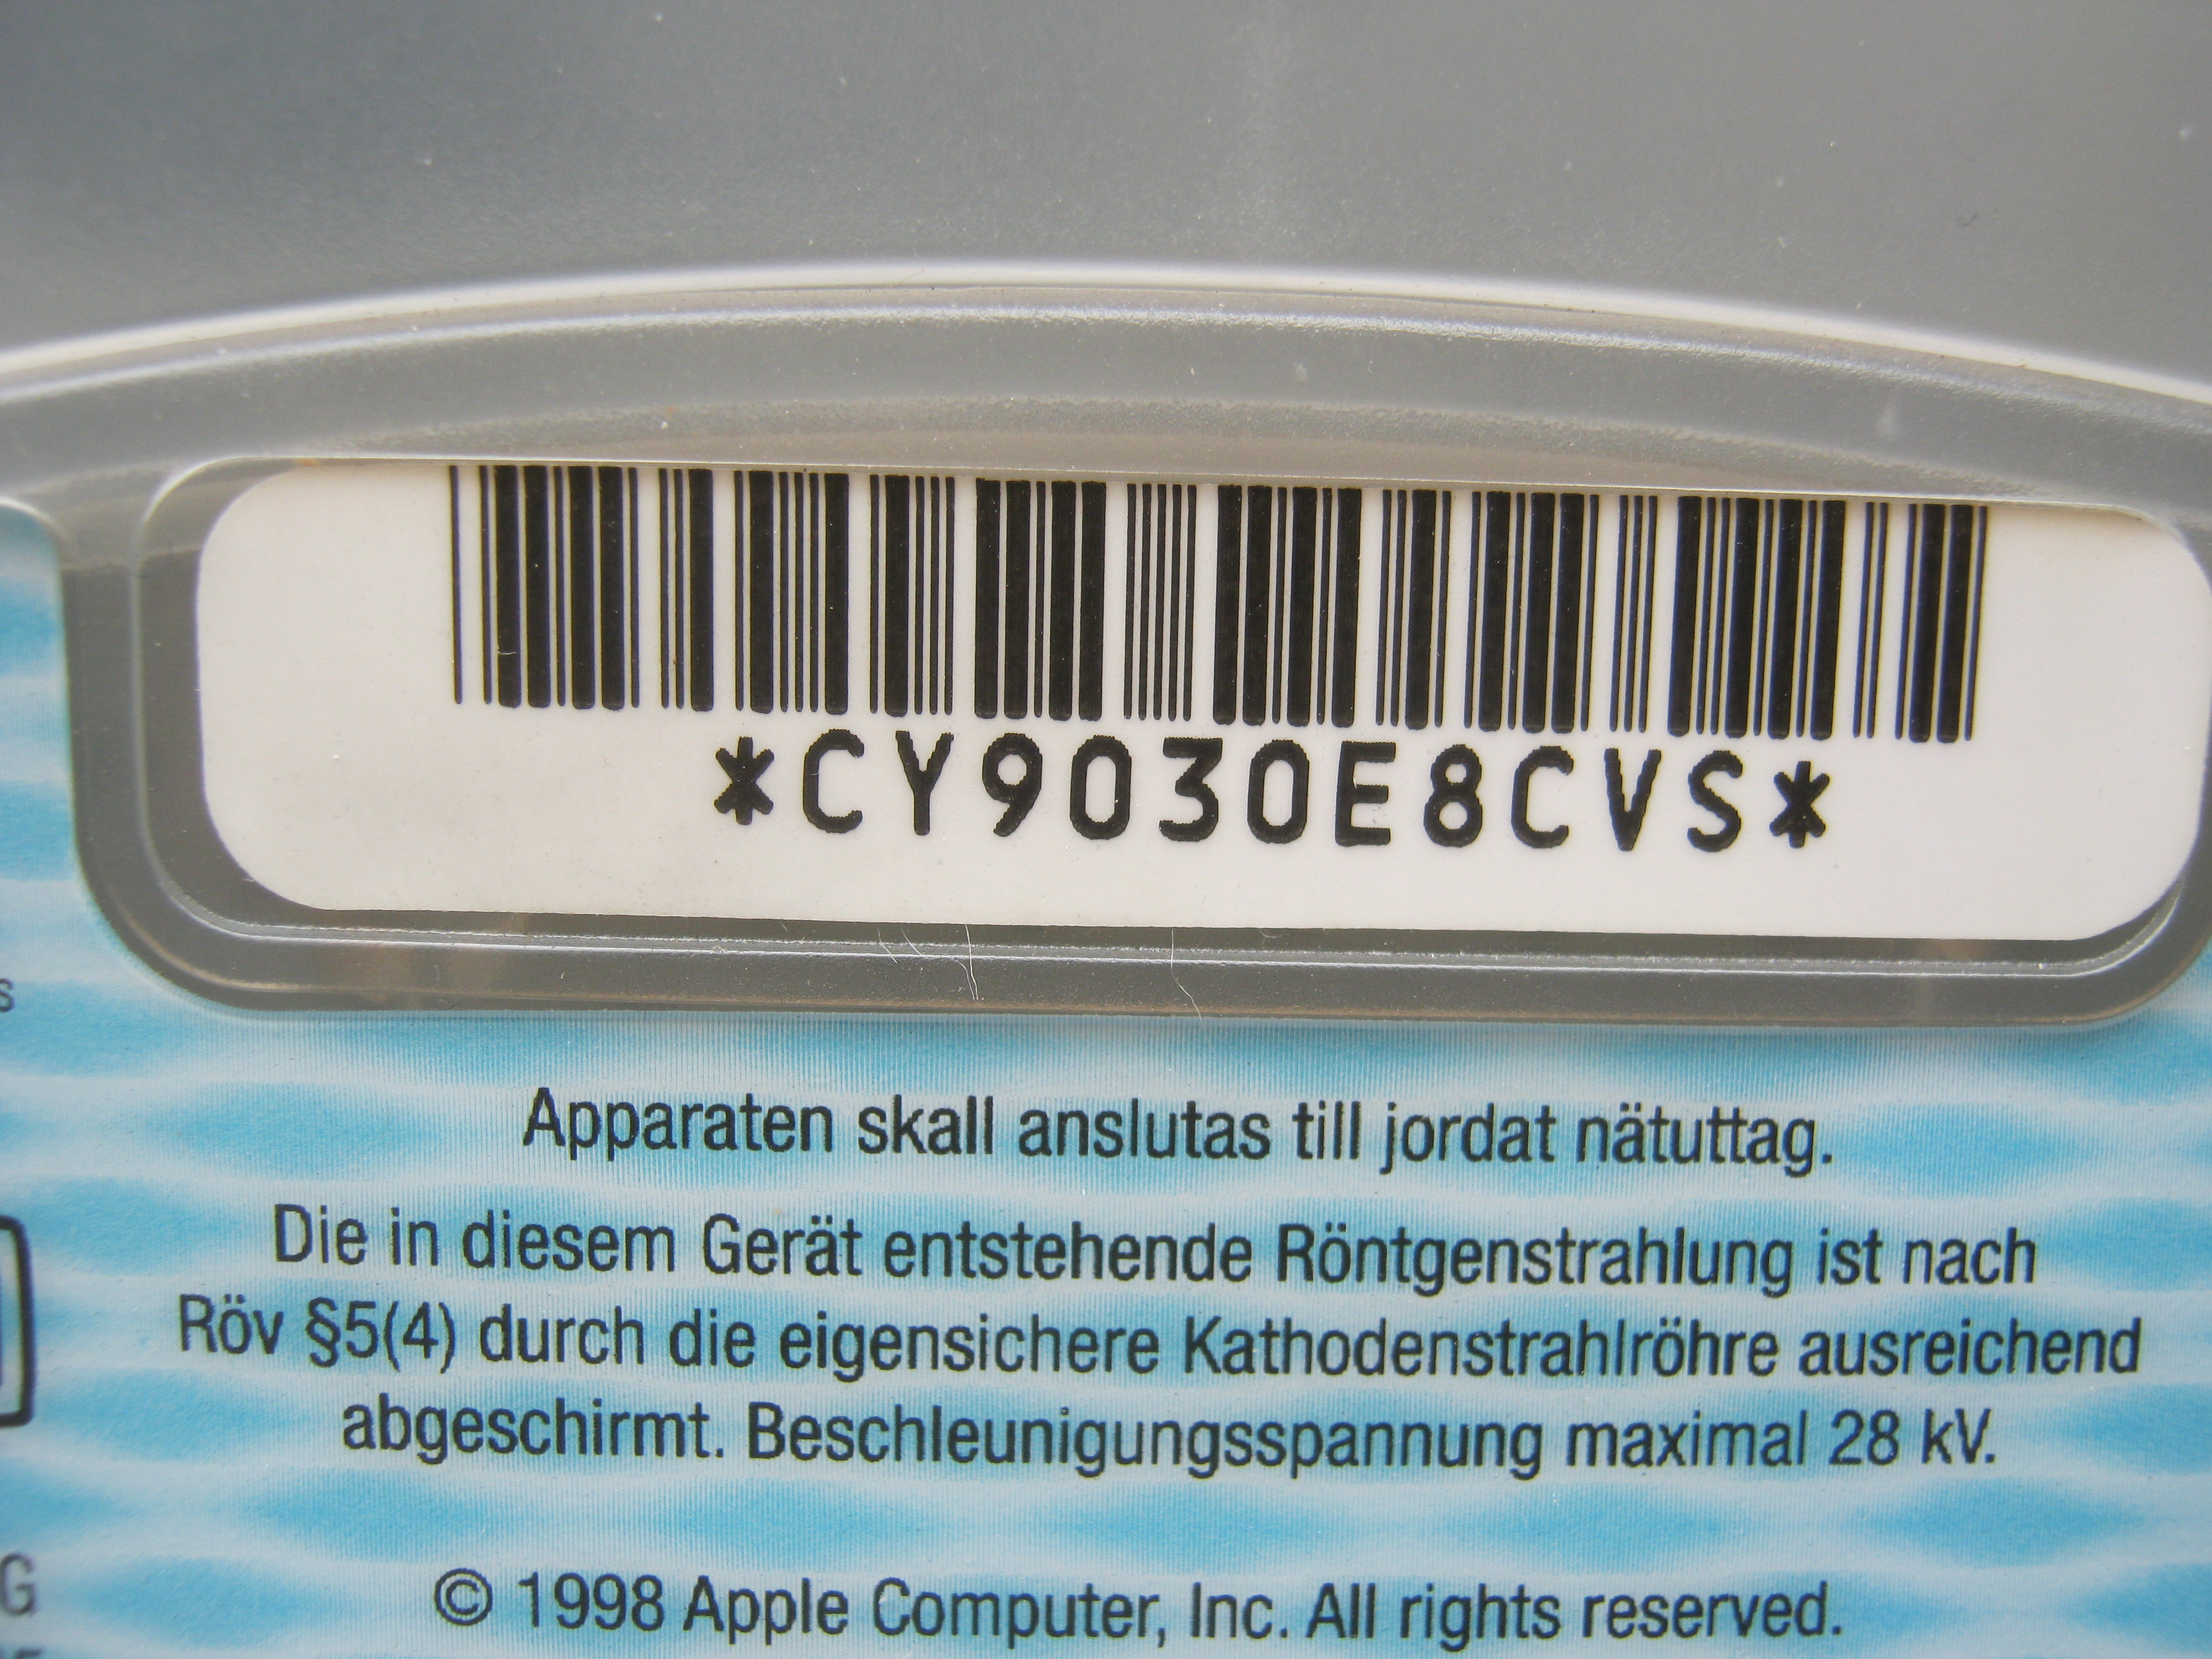 *CY9030E8CVS*
Apparaten skall anslutas till jordat nätuttag.
Die in diesem Gerät entstehende Röntgenstrahlung ist nach
Röv §5(4) durch die eigensichere Kathodenstrahlröhre ausreichend
abgeschirmt. Beschleunigungsspannung maximal 28 kV.
© 1998 Apple Computer, Inc. All rights reserved.